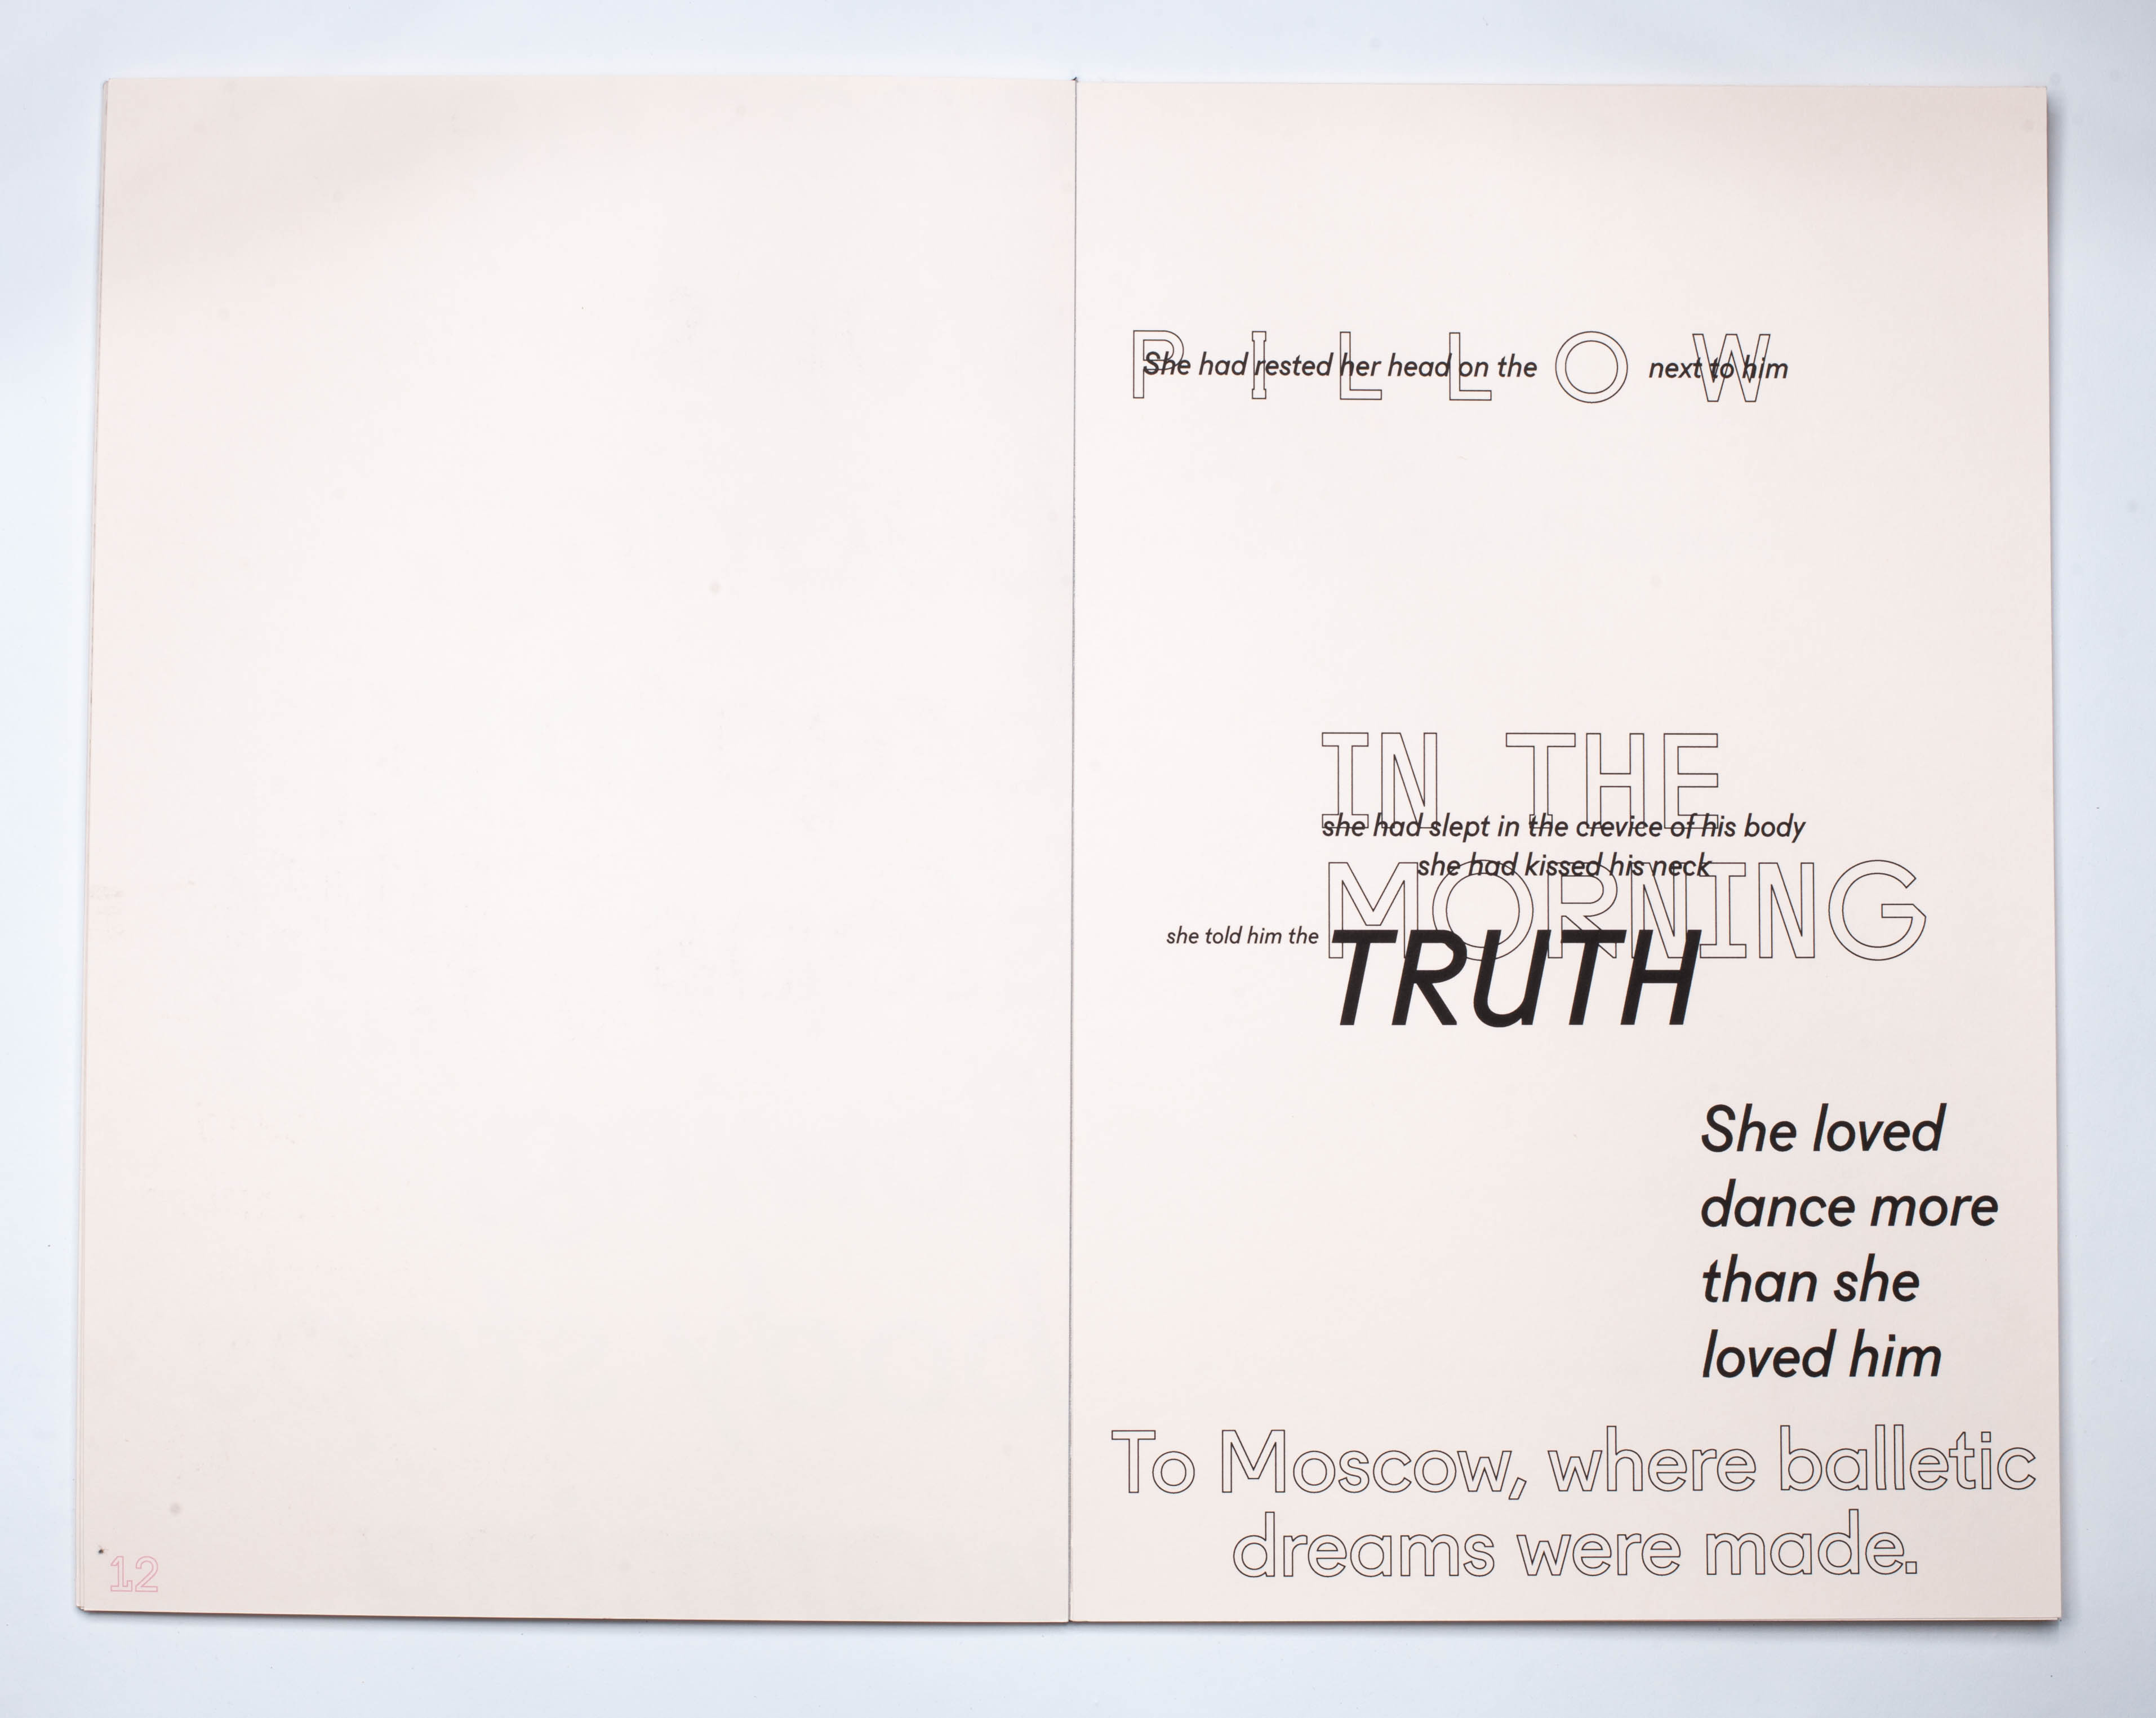 12
PILLOW
She had rested her head on the next to him
IN THE
she had slept in the crevice of his body
she had kissed his neck
MORNING
she told him the TRUTH
She loved
dance more
than she
loved him
To Moscow, where balletic
dreams were made.